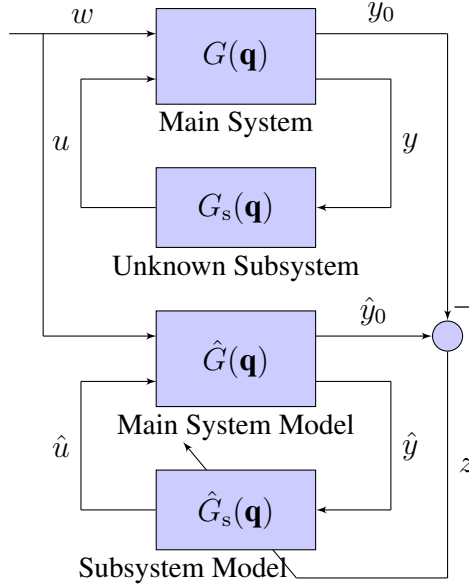 w
y₀
G(q)
Main System
u
y
Gₛ(q)
Unknown Subsystem
−
ŷ₀
Ĝ(q)
Main System Model
û
ŷ
z
Ĝₛ(q)
Subsystem Model